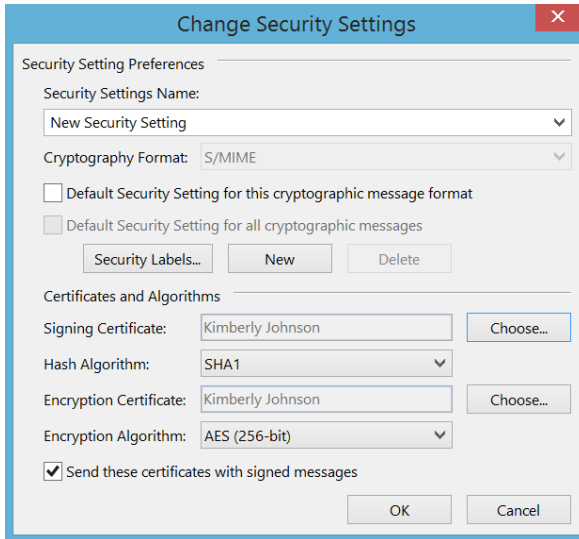 Change Security Settings
Security Setting Preferences
Security Settings Name:
New Security Setting
Cryptography Format: S/MIME
Default Security Setting for this cryptographic message format
Default Security Setting for all cryptographic messages
Security Labels... New Delete
Certificates and Algorithms
Signing Certificate: Kimberly Johnson Choose...
Hash Algorithm: SHA1
Encryption Certificate: Kimberly Johnson Choose...
Encryption Algorithm: AES (256-bit)
Send these certificates with signed messages
OK Cancel